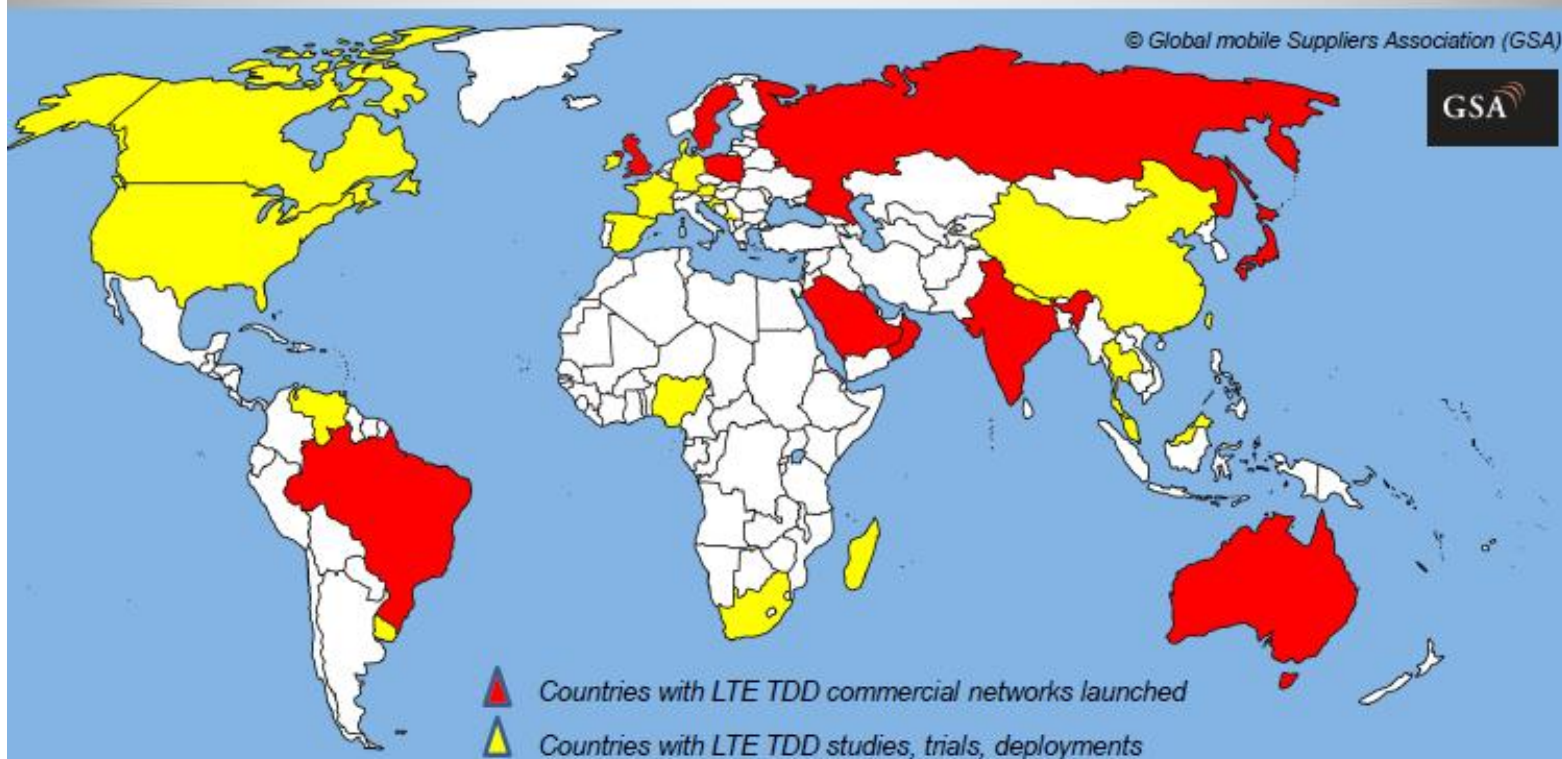 © Global mobile Suppliers Association (GSA)
GSA
Countries with LTE TDD commercial networks launched
Countries with LTE TDD studies, trials, deployments